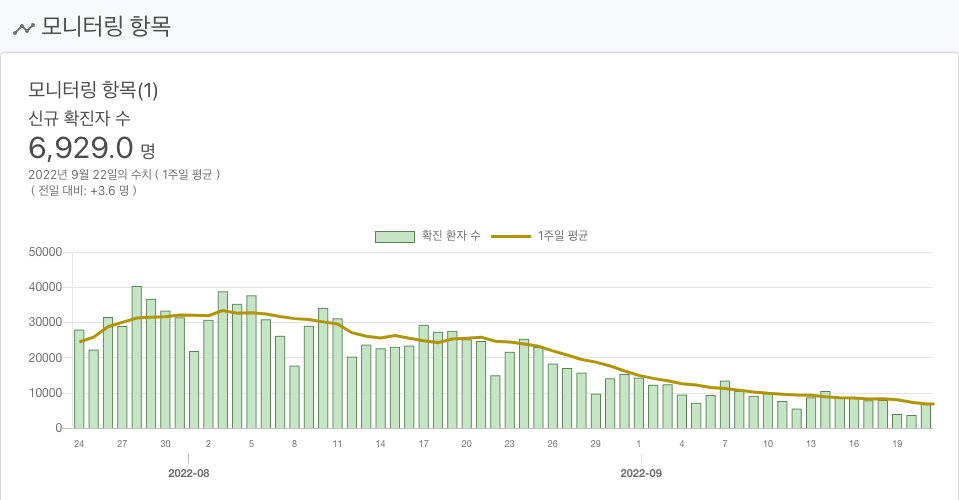 모니터링 항목
모니터링 항목(1)
신규 확진자 수
6,929.0 명
2022년 9월 22일의 수치 ( 1주일 평균 )
( 전일 대비: +3.6 명 )
확진 환자 수 1주일 평균
50000
40000
30000
20000
10000
0
24 27 30 2 5 8 11 14 17 20 23 26 29 1 4 7 10 13 16 19
2022-08 2022-09